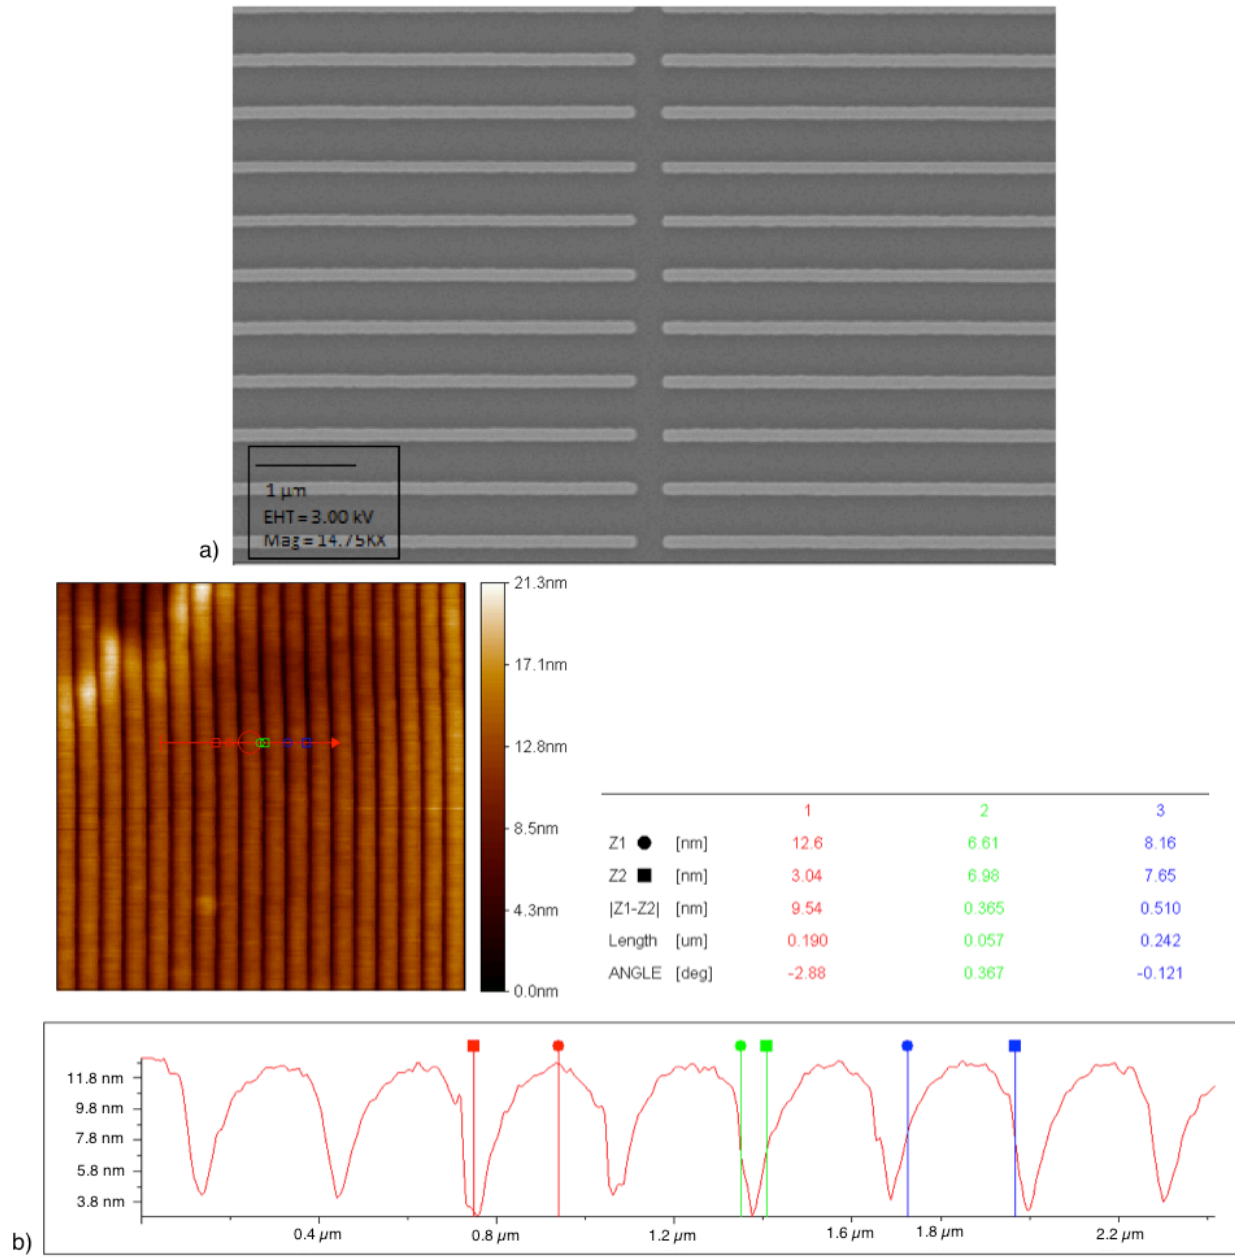 1 µm
EHT = 3.00 kV
Mag = 14.75KX
a)
21.3nm
17.1nm
12.8nm
8.5nm
4.3nm
0.0nm
1 2 3
Z1 ● [nm] 12.6 6.61 8.16
Z2 ■ [nm] 3.04 6.98 7.65
|Z1-Z2| [nm] 9.54 0.365 0.510
Length [um] 0.190 0.057 0.242
ANGLE [deg] -2.88 0.367 -0.121
11.8 nm
9.8 nm
7.8 nm
5.8 nm
3.8 nm
0.4 µm 0.8 µm 1.2 µm 1.6 µm 1.8 µm 2.2 µm
b)